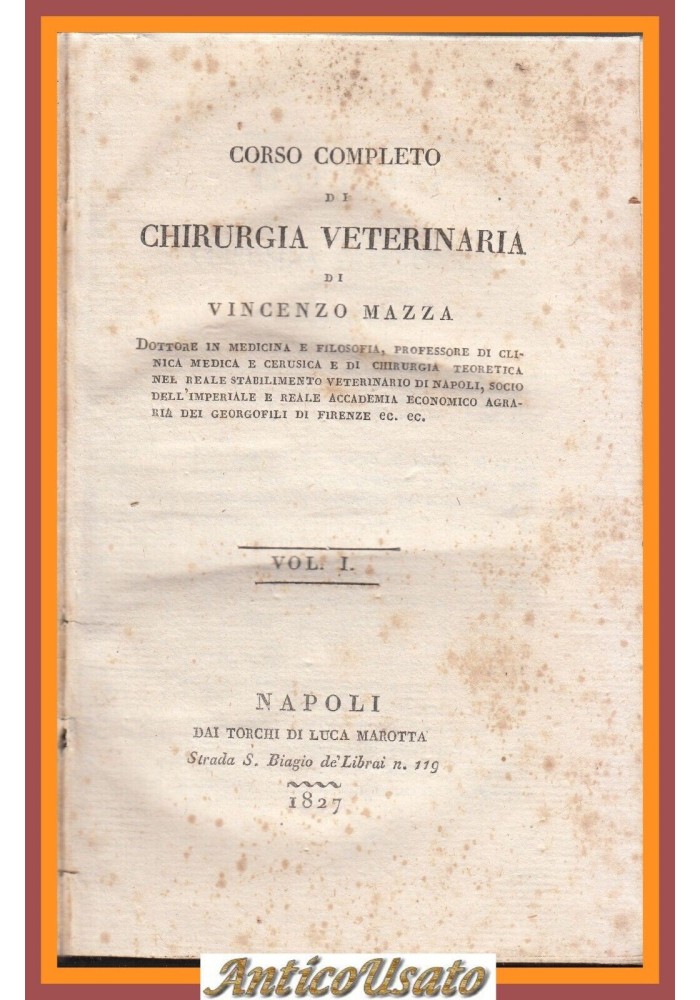 CORSO COMPLETO
DI
CHIRURGIA VETERINARIA
DI
VINCENZO MAZZA
DOTTORE IN MEDICINA E FILOSOFIA, PROFESSORE DI CLI-
NICA MEDICA E CERUSICA E DI CHIRURGIA TEORETICA
NEL REALE STABILIMENTO VETERINARIO DI NAPOLI, SOCIO
DELL'IMPERIALE E REALE ACCADEMIA ECONOMICO AGRA-
RIA DEI GEORGOFILI DI FIRENZE ec. ec.
VOL. I.
NAPOLI
DAI TORCHI DI LUCA MAROTTA
Strada S. Biagio de'Librai n. 119
1827
AnticoUsato